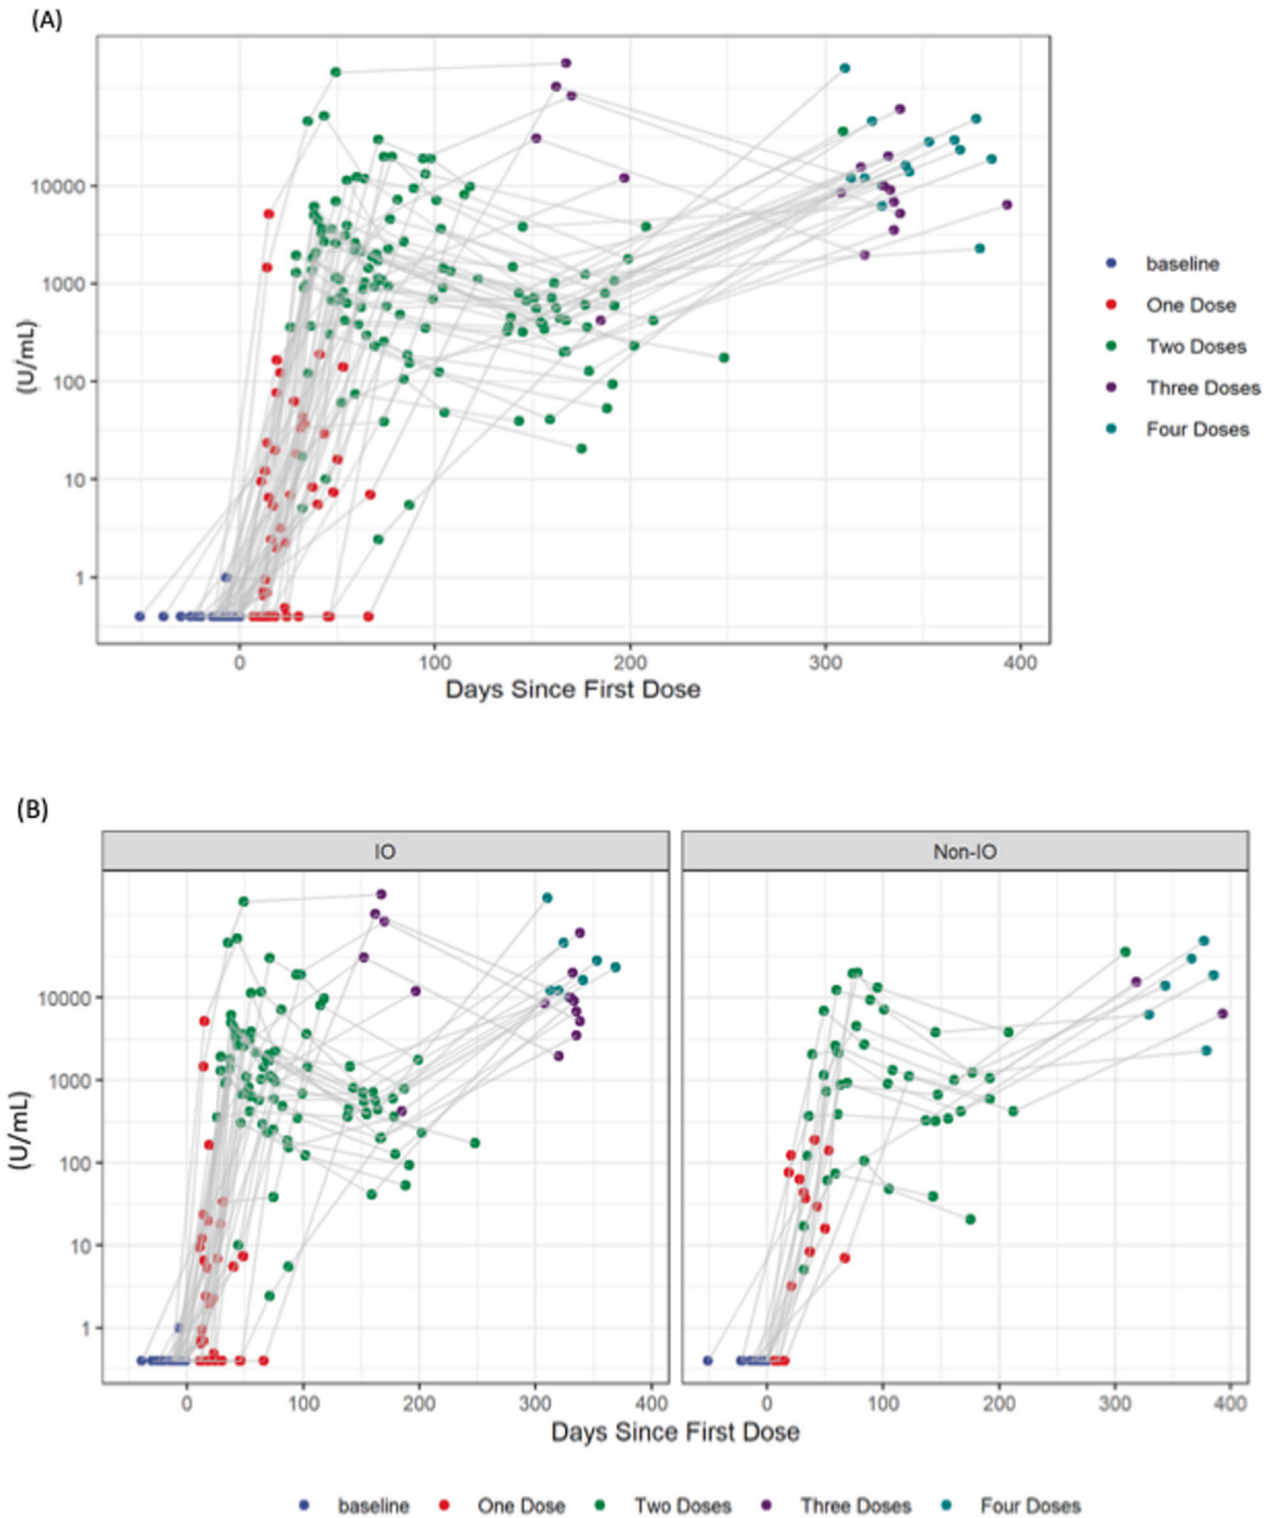 (A)
(U/mL)
10000
1000
100
10
1
0 100 200 300 400
Days Since First Dose
baseline
One Dose
Two Doses
Three Doses
Four Doses
(B)
IO Non-IO
(U/mL)
10000
1000
100
10
1
0 100 200 300 400 0 100 200 300 400
Days Since First Dose
baseline One Dose Two Doses Three Doses Four Doses